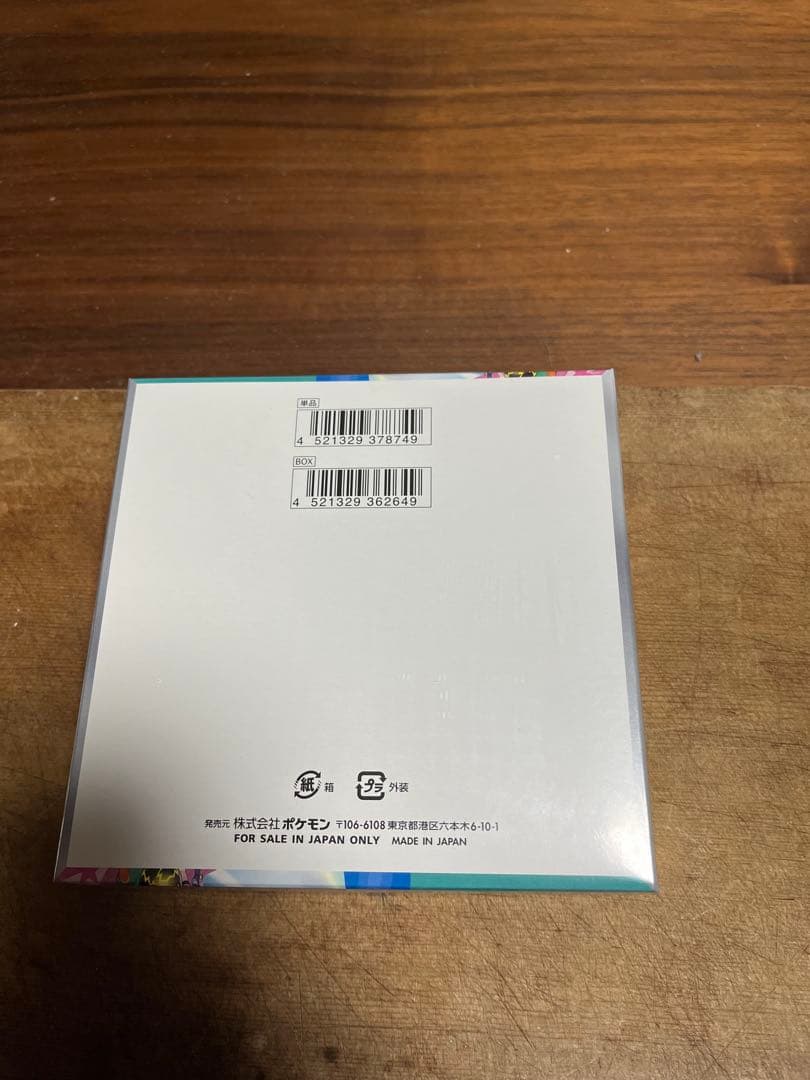 単品
4 521329 378749
BOX
4 521329 362649
紙 箱 プラ 外装
発売元 株式会社ポケモン 〒106-6108 東京都港区六本木6-10-1
FOR SALE IN JAPAN ONLY MADE IN JAPAN